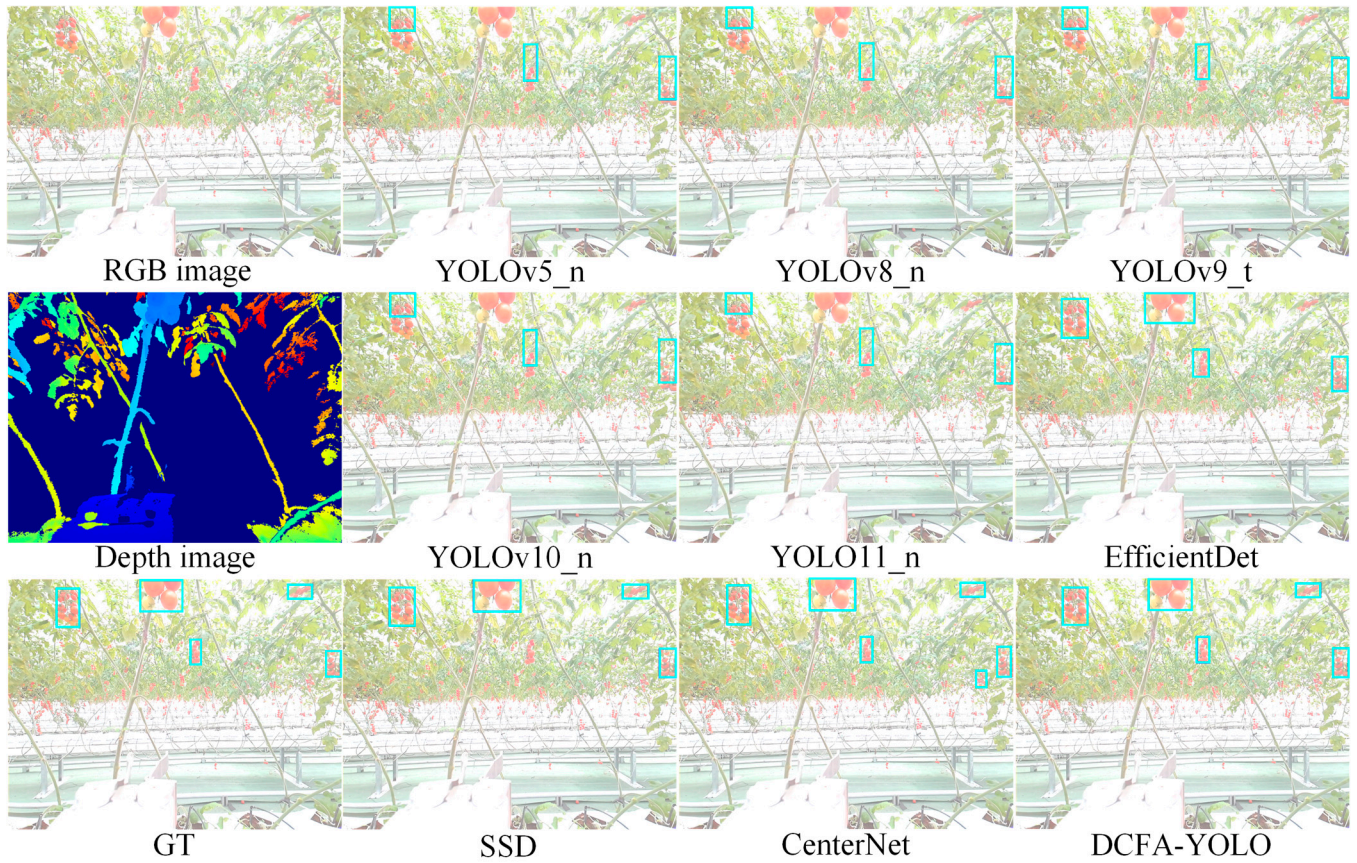 RGB image
YOLOv5_n
YOLOv8_n
YOLOv9_t
Depth image
YOLOv10_n
YOLO11_n
EfficientDet
GT
SSD
CenterNet
DCFA-YOLO